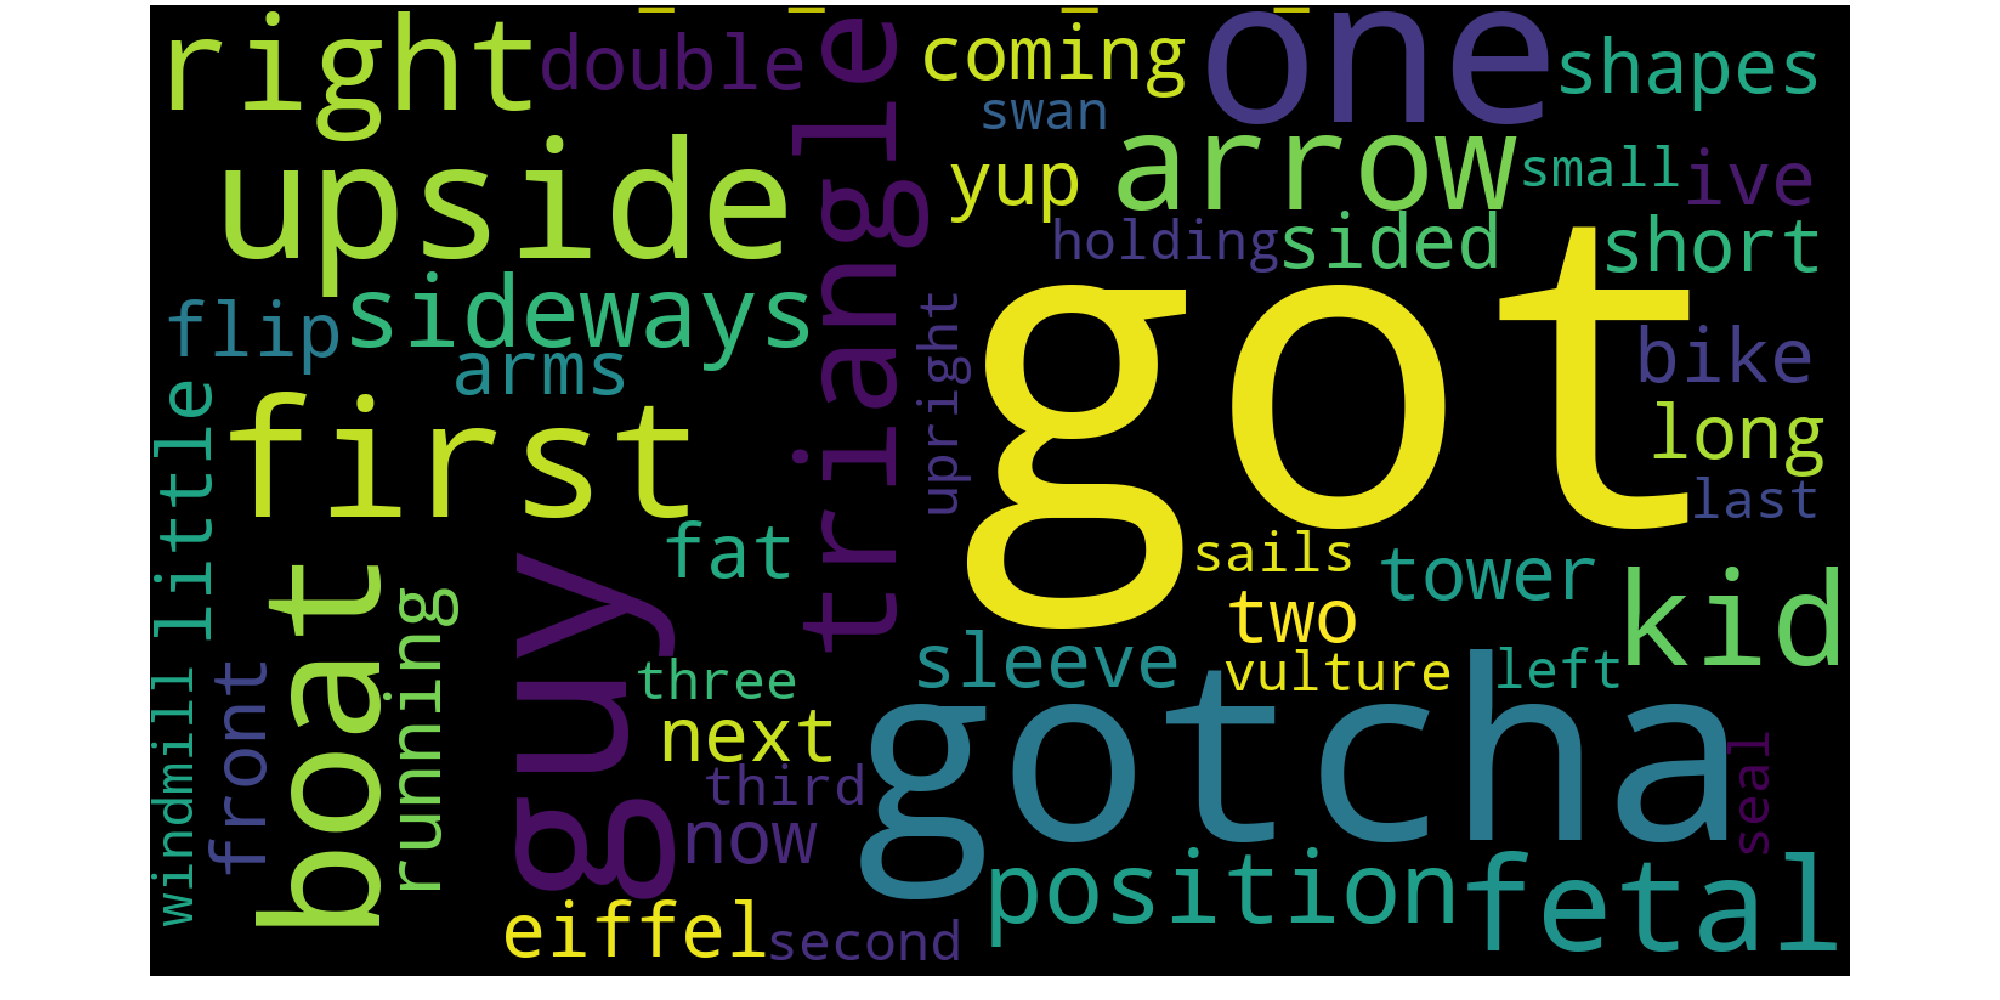 right
double
triangle
coming
one
shapes
swan
upside
yup
arrow
small
ive
holding
sided
short
flip
sideways
arms
upright
got
bike
long
little
first
last
fat
sails
tower
boat
running
guy
two
kid
three
sleeve
vulture
left
windmill
front
next
gotcha
seal
third
now
position
fetal
eiffel
second